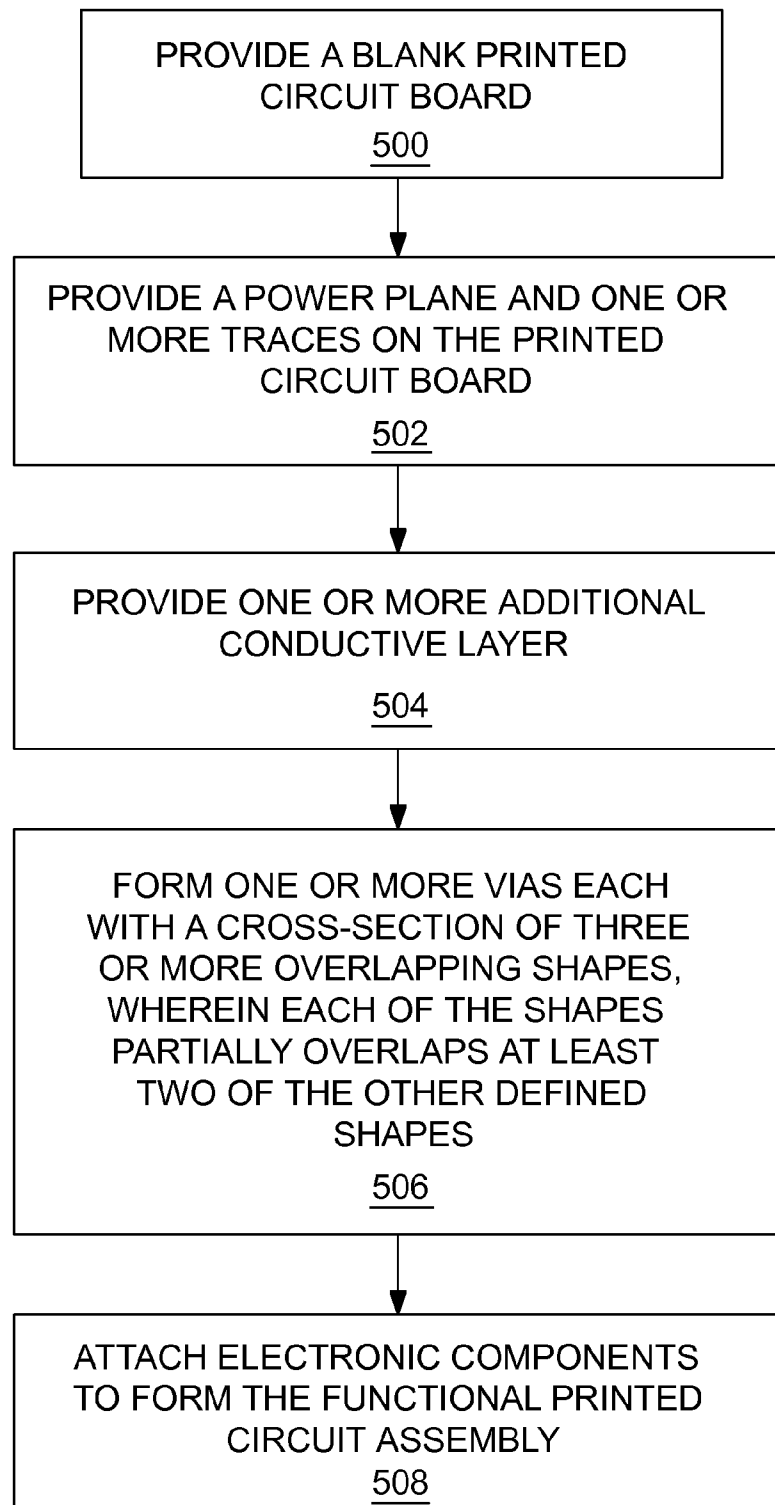 PROVIDE A BLANK PRINTED
CIRCUIT BOARD
500
PROVIDE A POWER PLANE AND ONE OR
MORE TRACES ON THE PRINTED
CIRCUIT BOARD
502
PROVIDE ONE OR MORE ADDITIONAL
CONDUCTIVE LAYER
504
FORM ONE OR MORE VIAS EACH
WITH A CROSS-SECTION OF THREE
OR MORE OVERLAPPING SHAPES,
WHEREIN EACH OF THE SHAPES
PARTIALLY OVERLAPS AT LEAST
TWO OF THE OTHER DEFINED
SHAPES
506
ATTACH ELECTRONIC COMPONENTS
TO FORM THE FUNCTIONAL PRINTED
CIRCUIT ASSEMBLY
508